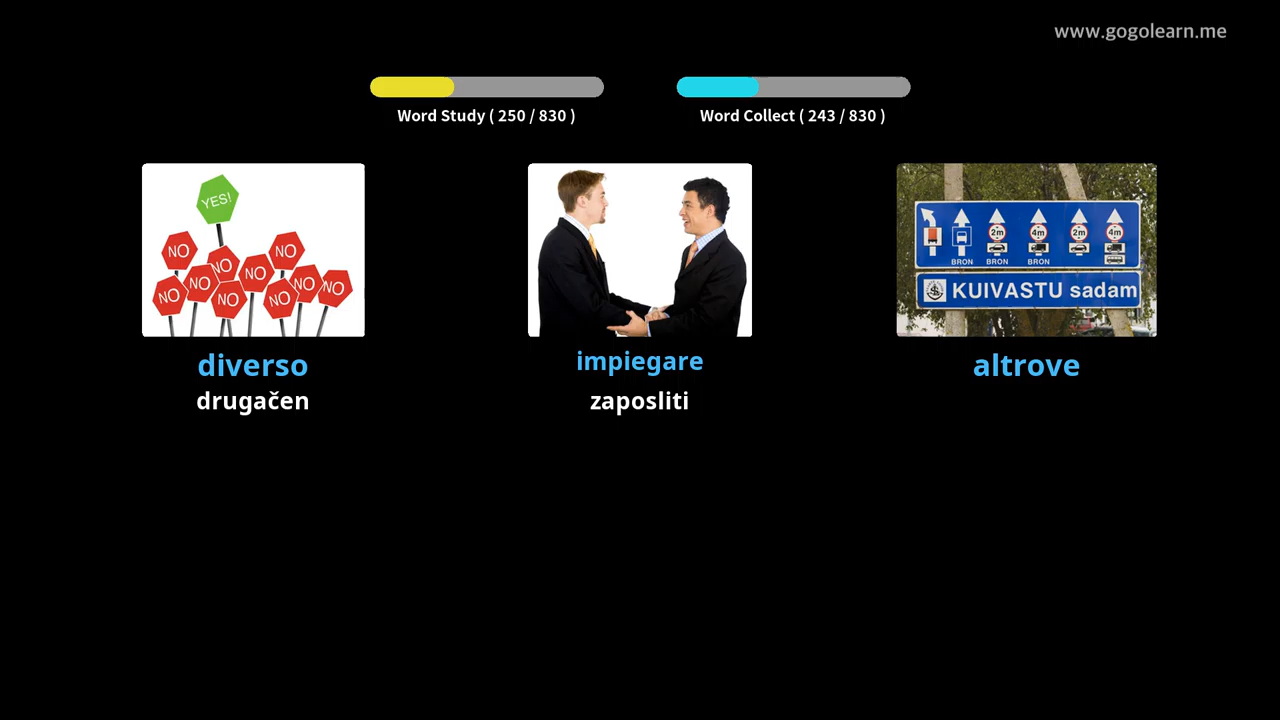 www.gogolearn.me
Word Study ( 250 / 830 )
Word Collect ( 243 / 830 )
YES!
NO
NO
NO
NO
NO
NO
NO
NO
NO
NO
2m
4m
2m
4m
BRON
BRON
BRON
KUIVASTU sadam
diverso
impiegare
altrove
drugačen
zaposliti